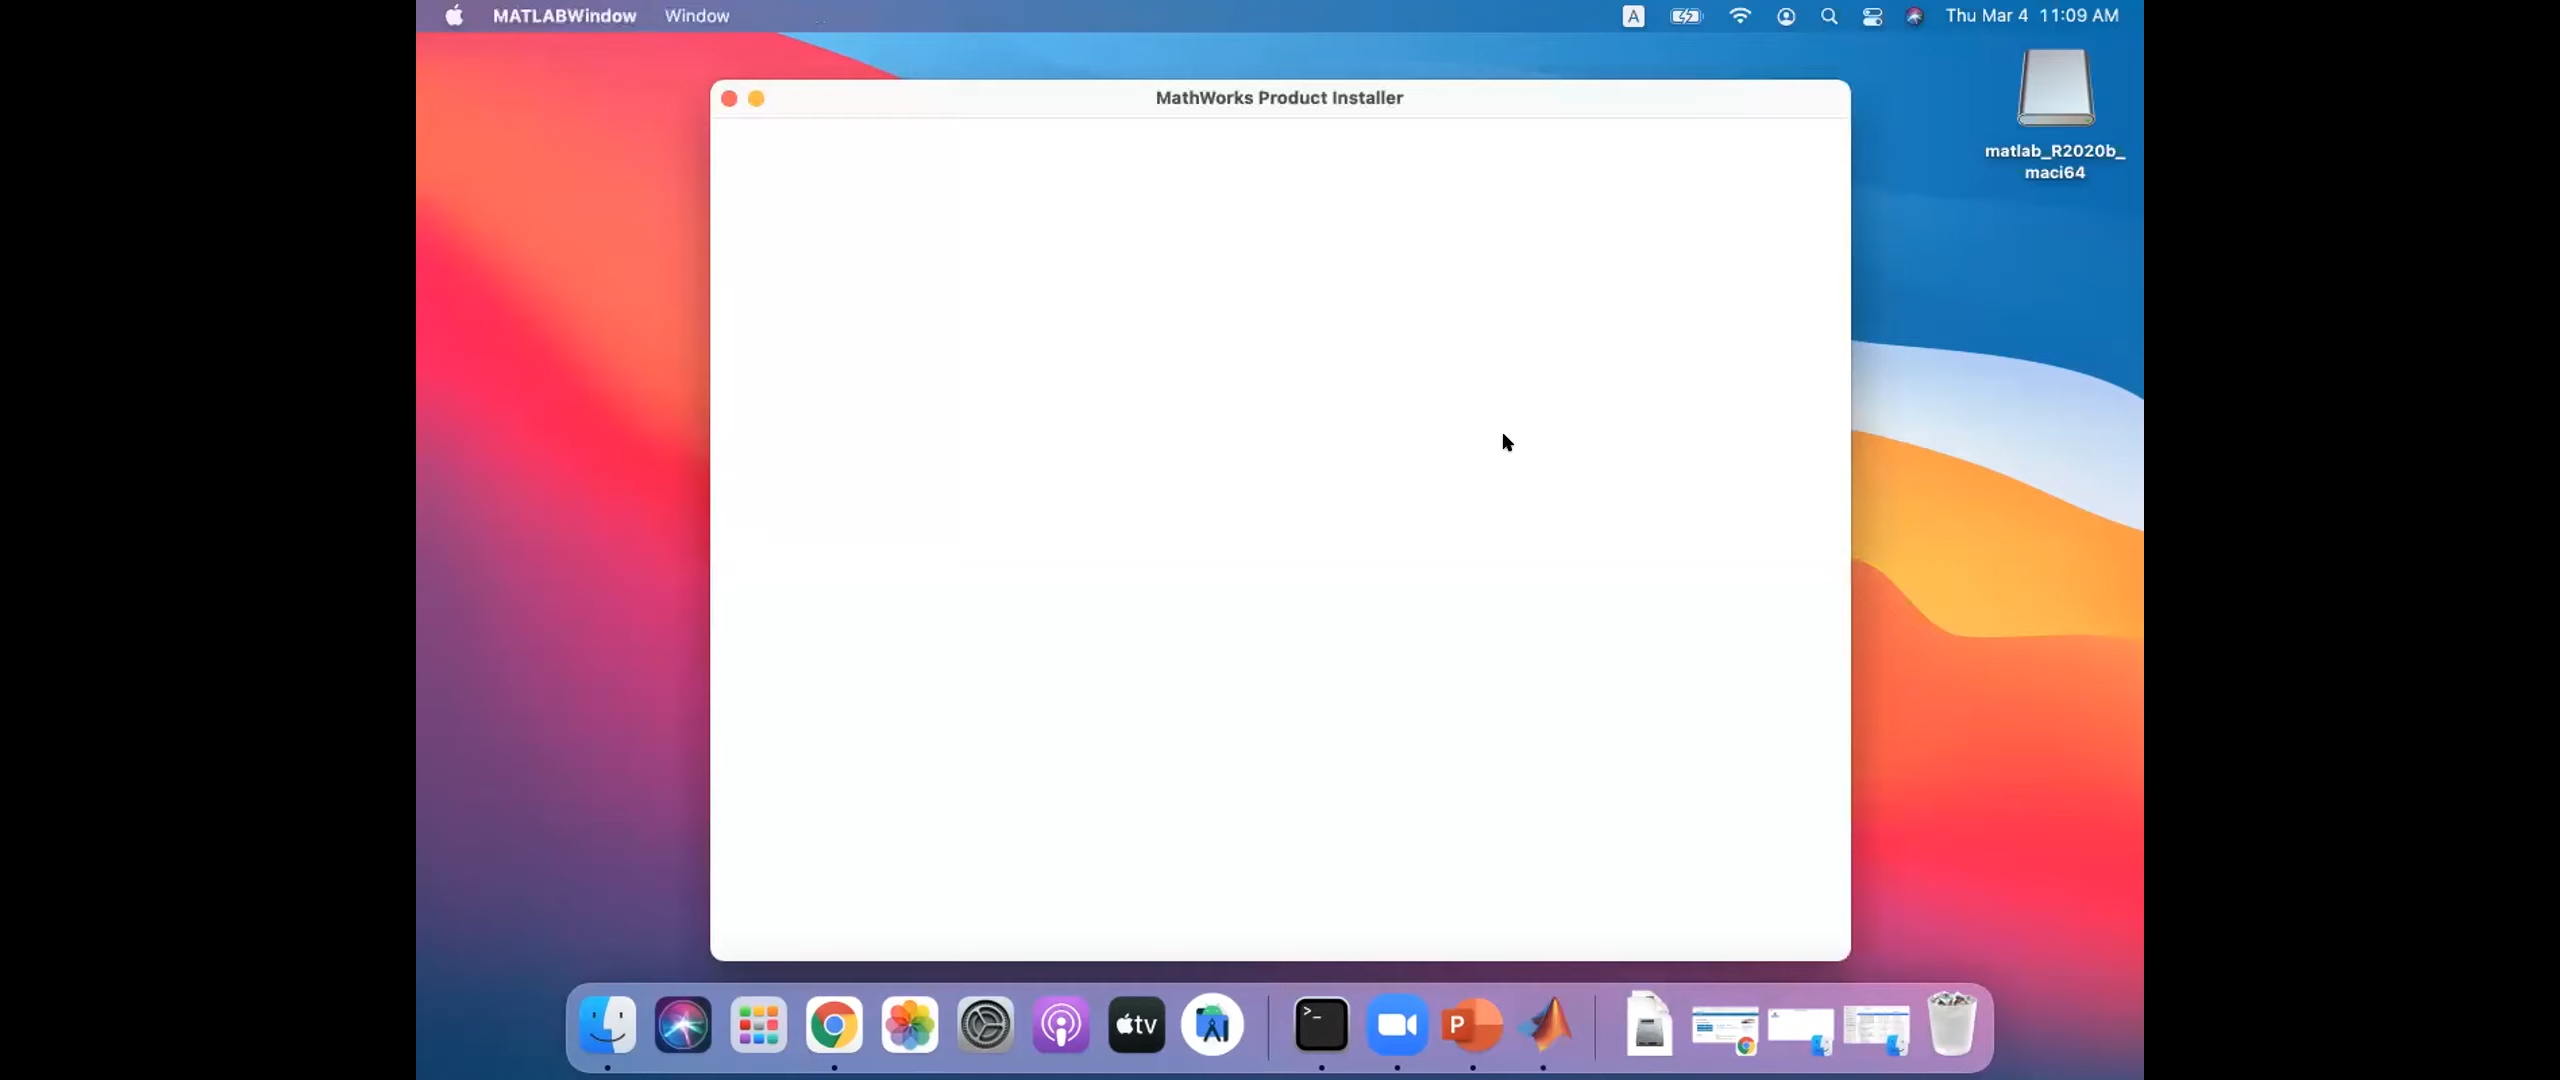 MATLABWindow Window A Thu Mar 4 11:09 AM
MathWorks Product Installer
matlab_R2020b_
maci64
>_ P
tv